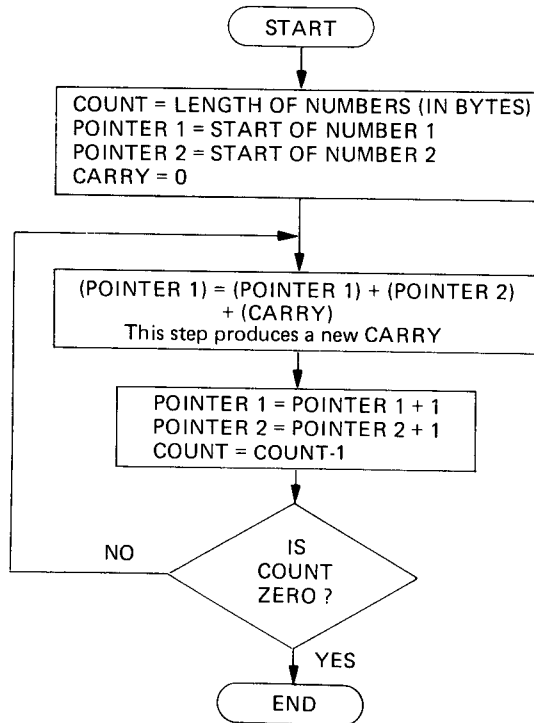 START
COUNT = LENGTH OF NUMBERS (IN BYTES)
POINTER 1 = START OF NUMBER 1
POINTER 2 = START OF NUMBER 2
CARRY = 0
(POINTER 1) = (POINTER 1) + (POINTER 2)
+ (CARRY)
This step produces a new CARRY
POINTER 1 = POINTER 1 + 1
POINTER 2 = POINTER 2 + 1
COUNT = COUNT-1
NO
IS
COUNT
ZERO ?
YES
END